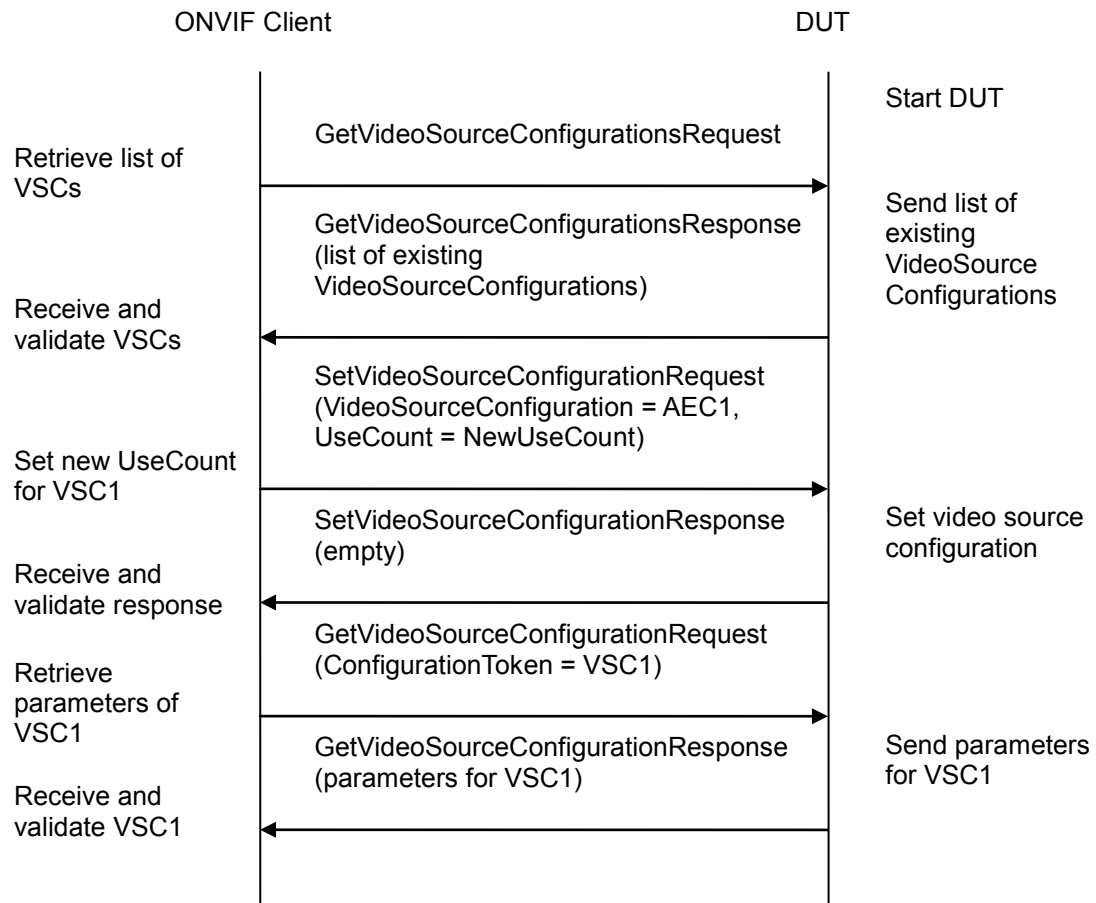 ONVIF Client
DUT
Start DUT
GetVideoSourceConfigurationsRequest
Retrieve list of
VSCs
GetVideoSourceConfigurationsResponse
(list of existing
VideoSourceConfigurations)
Send list of
existing
VideoSource
Configurations
Receive and
validate VSCs
SetVideoSourceConfigurationRequest
(VideoSourceConfiguration = AEC1,
UseCount = NewUseCount)
Set new UseCount
for VSC1
SetVideoSourceConfigurationResponse
(empty)
Set video source
configuration
Receive and
validate response
GetVideoSourceConfigurationRequest
(ConfigurationToken = VSC1)
Retrieve
parameters of
VSC1
GetVideoSourceConfigurationResponse
(parameters for VSC1)
Send parameters
for VSC1
Receive and
validate VSC1